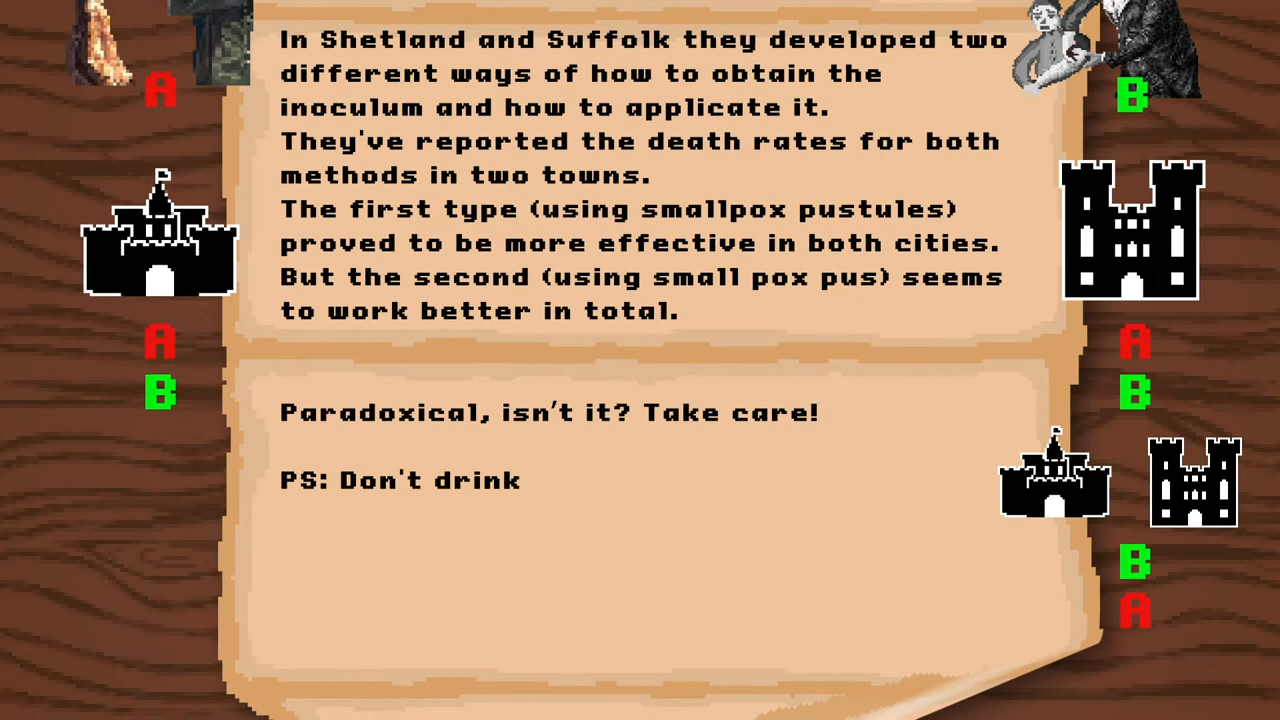 In Shetland and Suffolk they developed two
different ways of how to obtain the
inoculum and how to applicate it.
They've reported the death rates for both
methods in two towns.
The first type (using smallpox pustules)
proved to be more effective in both cities.
But the second (using small pox pus) seems
to work better in total.
Paradoxical, isn't it? Take care!
PS: Don't drink
A
A
B
B
A
B
B
A